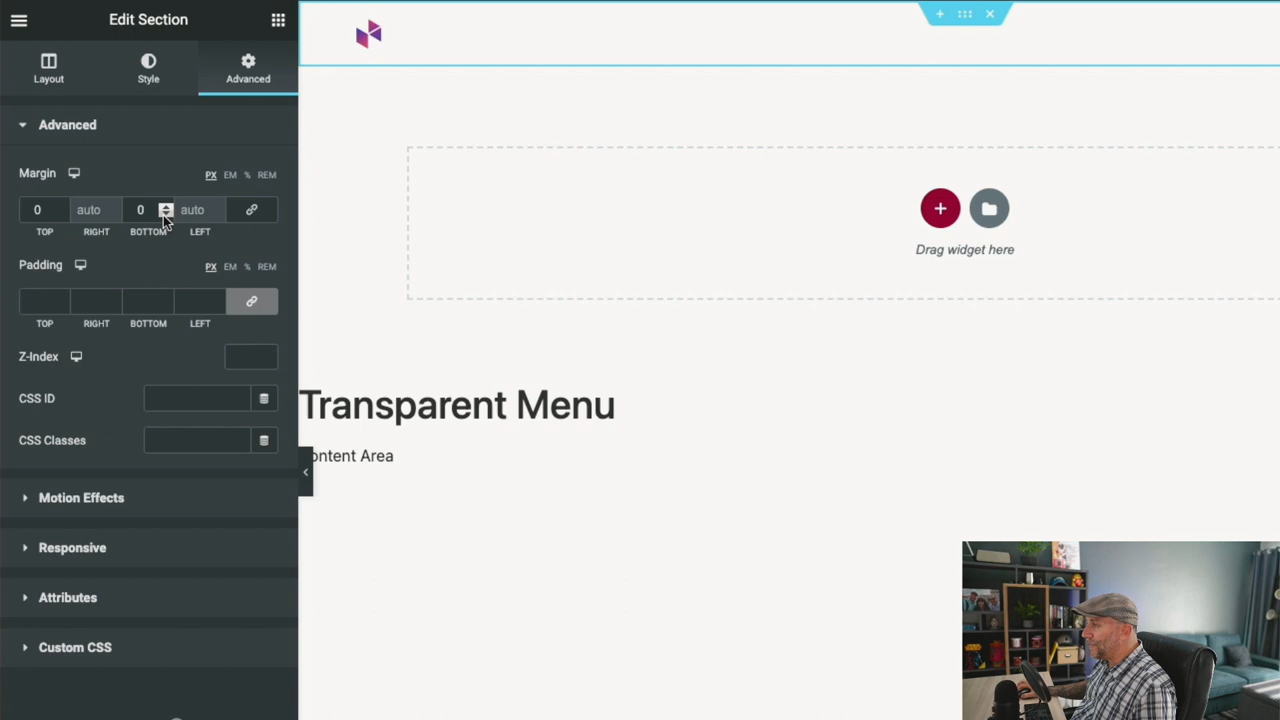 Edit Section
Layout Style Advanced
Advanced
Margin PX EM % REM
0 auto 0 auto
TOP RIGHT BOTTOM LEFT
Padding PX EM % REM
TOP RIGHT BOTTOM LEFT
Z-Index
CSS ID
CSS Classes
Motion Effects
Responsive
Attributes
Custom CSS
Drag widget here
Transparent Menu
ontent Area